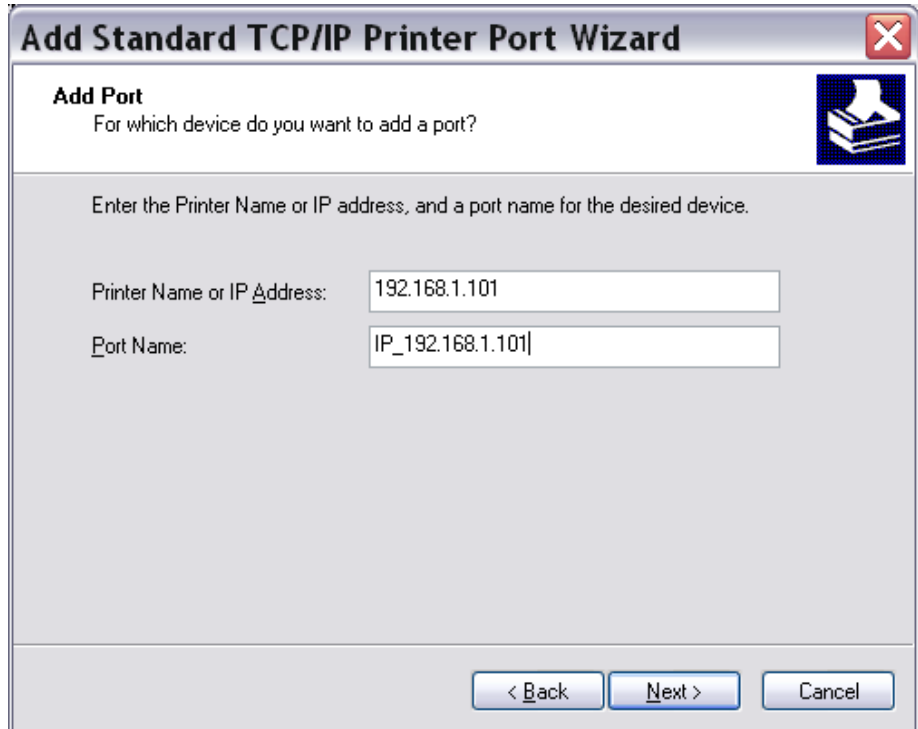 Add Standard TCP/IP Printer Port Wizard
Add Port
For which device do you want to add a port?
Enter the Printer Name or IP address, and a port name for the desired device.
Printer Name or IP Address: 192.168.1.101
Port Name: IP_192.168.1.101
< Back Next > Cancel